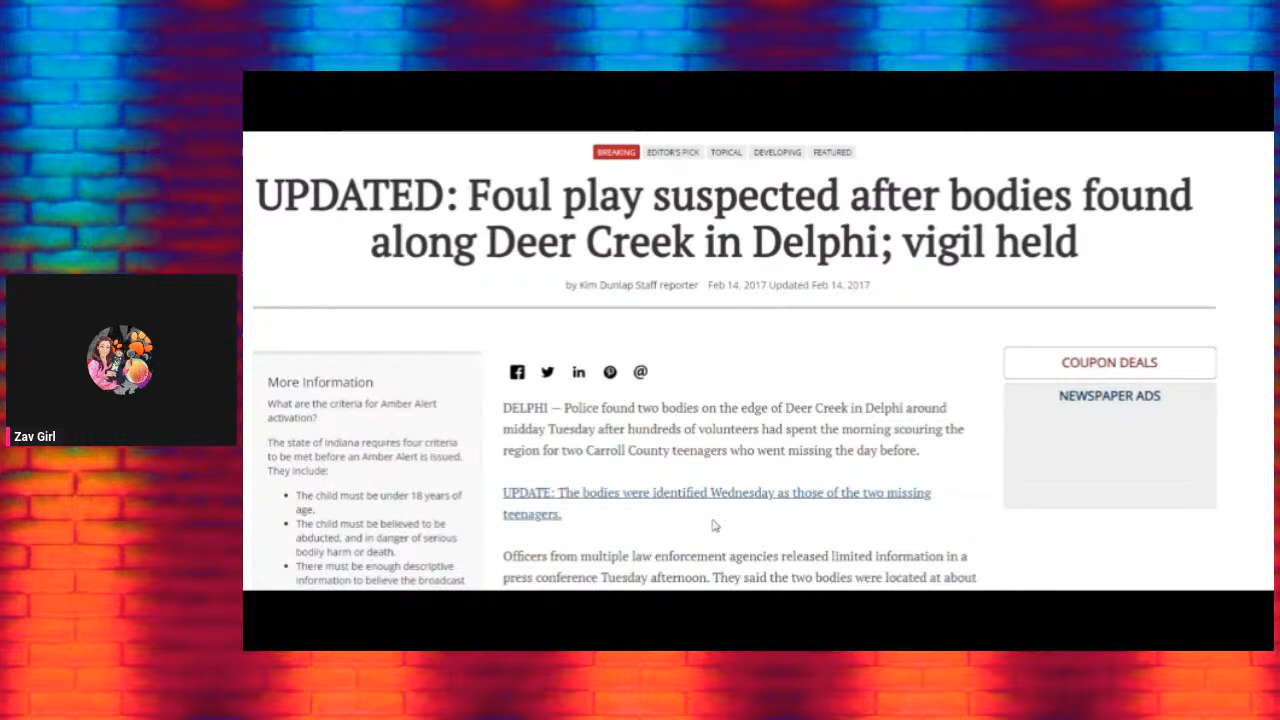 BREAKING EDITOR'S PICK TOPICAL DEVELOPING FEATURED
UPDATED: Foul play suspected after bodies found
along Deer Creek in Delphi; vigil held
by Kim Dunlap Staff reporter Feb 14, 2017 Updated Feb 14, 2017
More Information
What are the criteria for Amber Alert
activation?
The state of Indiana requires four criteria
to be met before an Amber Alert is issued.
They include:
The child must be under 18 years of
age.
The child must be believed to be
abducted, and in danger of serious
bodily harm or death.
There must be enough descriptive
information to believe the broadcast
DELPHI — Police found two bodies on the edge of Deer Creek in Delphi around
midday Tuesday after hundreds of volunteers had spent the morning scouring the
region for two Carroll County teenagers who went missing the day before.
UPDATE: The bodies were identified Wednesday as those of the two missing
teenagers.
Officers from multiple law enforcement agencies released limited information in a
press conference Tuesday afternoon. They said the two bodies were located at about
COUPON DEALS
NEWSPAPER ADS
Zav Girl